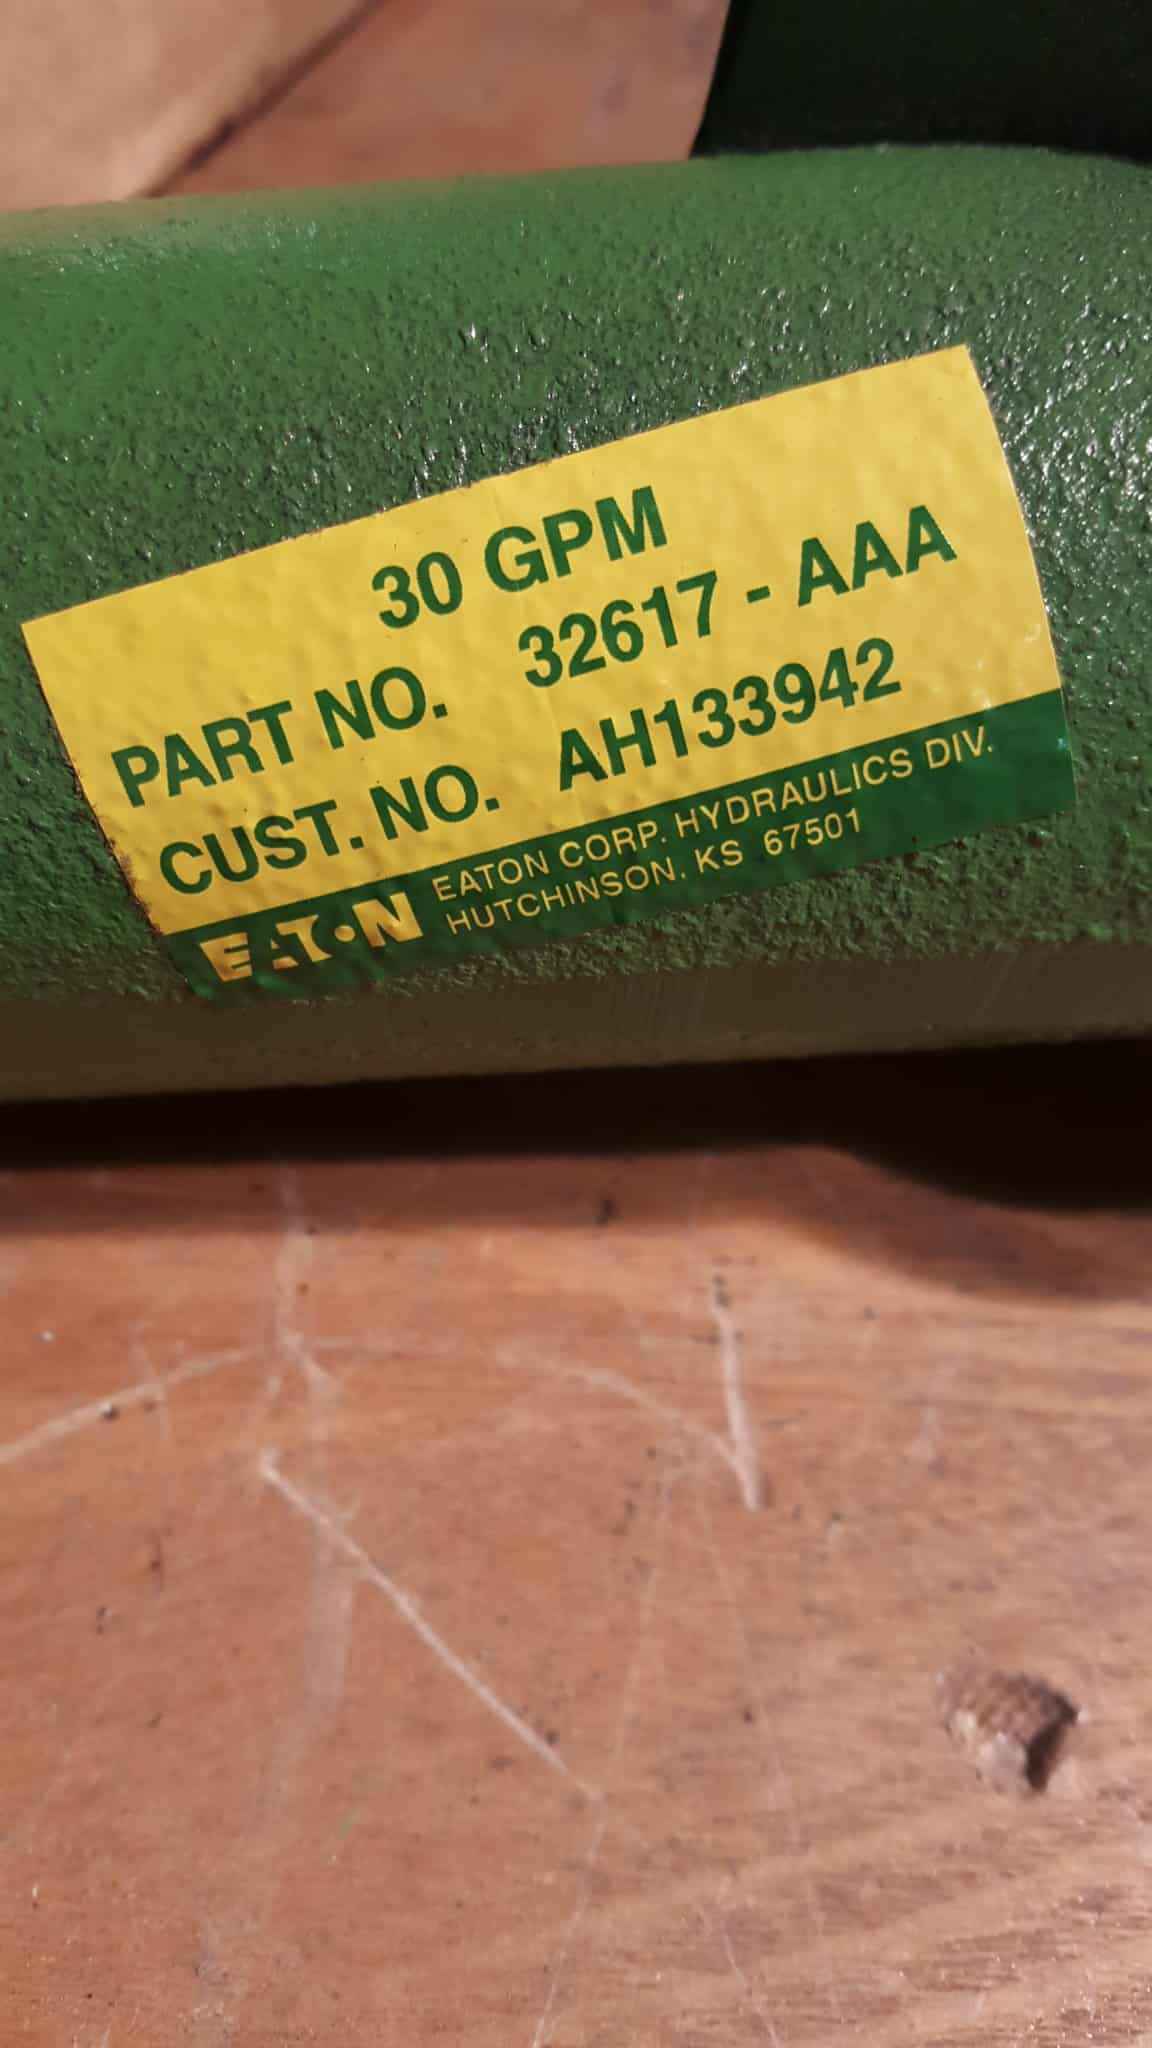 30 GPM
PART NO. 32617 - AAA
CUST. NO. AH133942
EATON EATON CORP. HYDRAULICS DIV.
HUTCHINSON, KS 67501